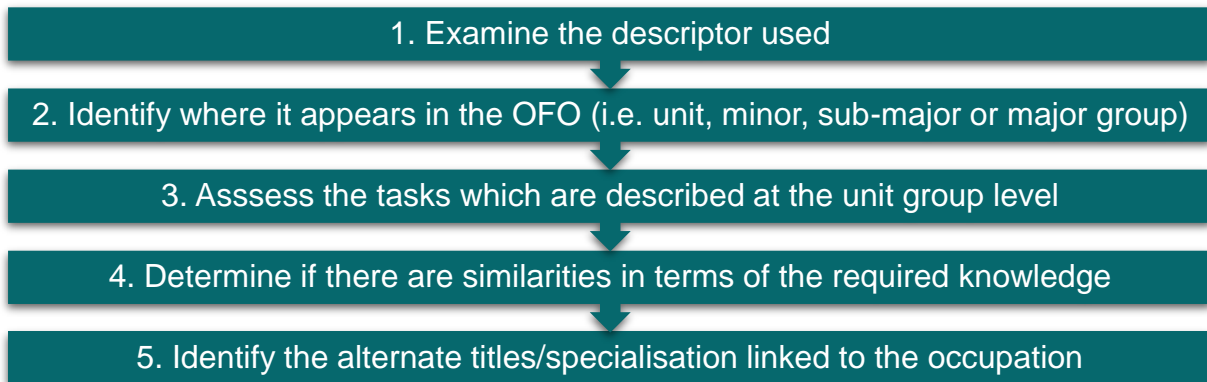 1. Examine the descriptor used
2. Identify where it appears in the OFO (i.e. unit, minor, sub-major or major group)
3. Asssess the tasks which are described at the unit group level
4. Determine if there are similarities in terms of the required knowledge
5. Identify the alternate titles/specialisation linked to the occupation